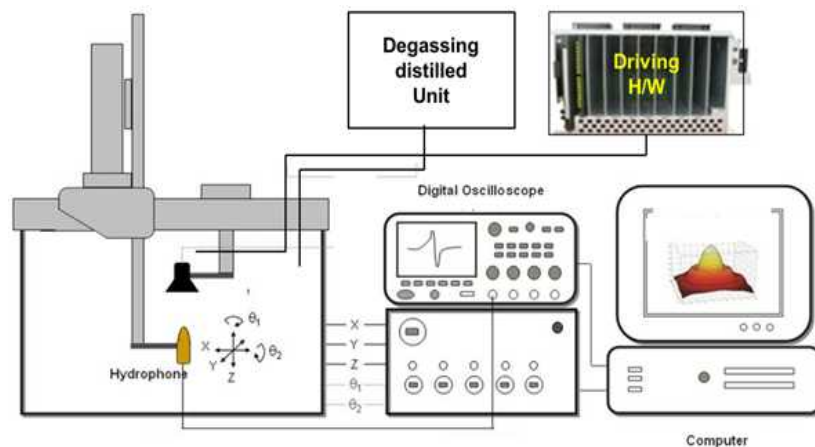 Degassing
distilled
Unit
Driving
H/W
Digital Oscilloscope
θ1
X
θ2
Y
Z
Hydrophone
X
Y
Z
θ1
θ2
Computer